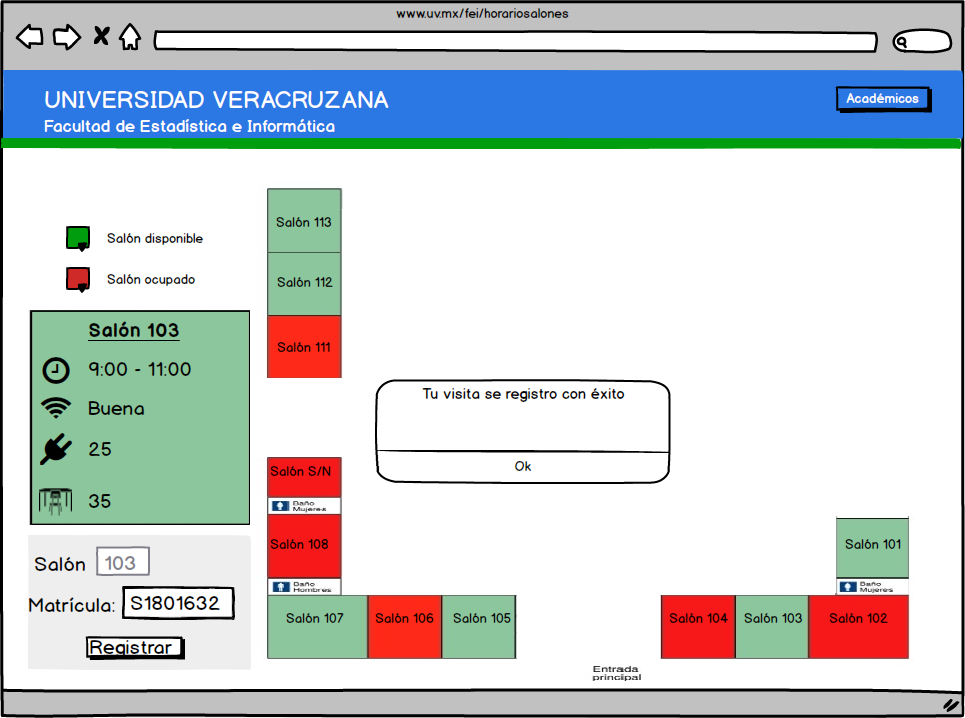 www.uv.mx/fei/horariosalones
UNIVERSIDAD VERACRUZANA
Facultad de Estadística e Informática
Académicos
Salón disponible
Salón ocupado
Salón 103
9:00 - 11:00
Buena
25
35
Salón 103
Matrícula: S1801632
Registrar
Salón 113
Salón 112
Salón 111
Tu visita se registro con éxito
Ok
Salón S/N
Baño
Mujeres
Salón 108
Baño
Hombres
Salón 107
Salón 106
Salón 105
Salón 101
Baño
Mujeres
Salón 104
Salón 103
Salón 102
Entrada
principal